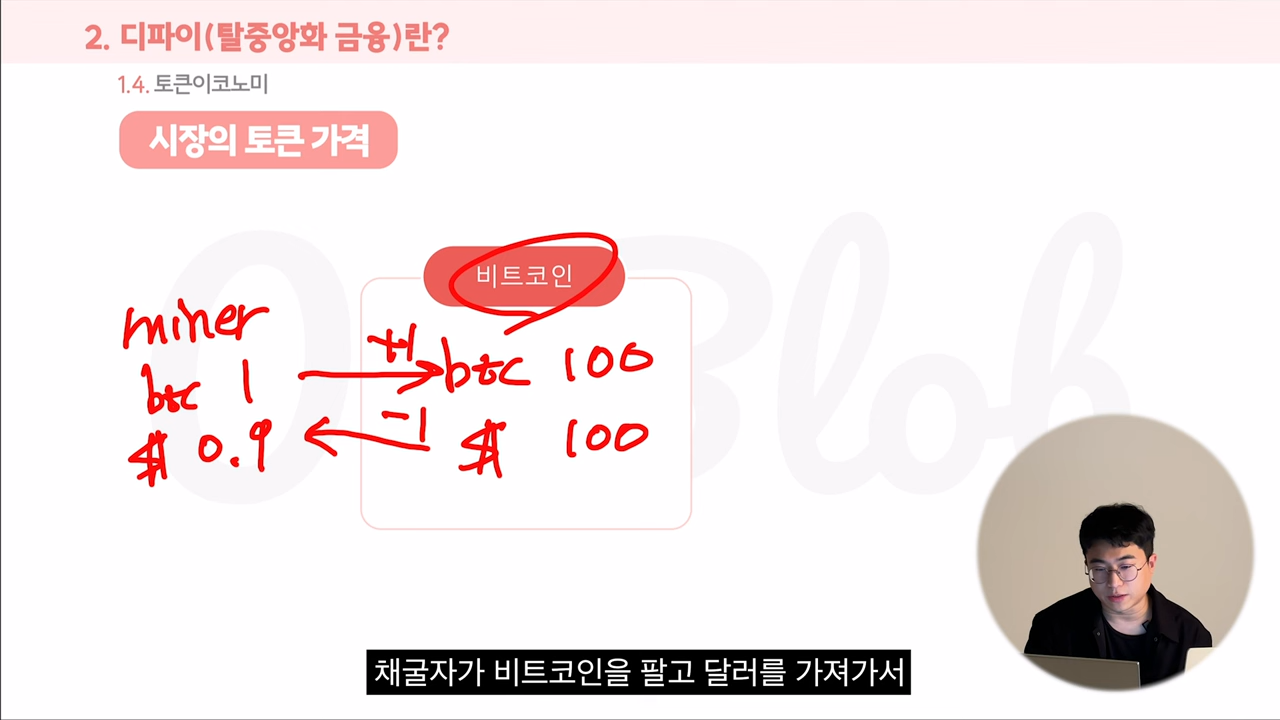 2. 디파이(탈중앙화 금융)란?
1.4. 토큰이코노미
시장의 토큰 가격
비트코인
miner
btc 1
$ 0.9
+1
-1
btc 100
$ 100
채굴자가 비트코인을 팔고 달러를 가져가서